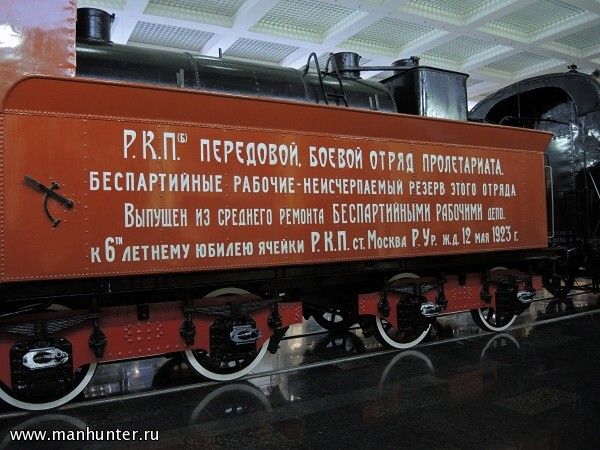 Р.К.П.(б) ПЕРЕДОВОЙ, БОЕВОЙ ОТРЯД ПРОЛЕТАРИАТА.
БЕСПАРТИЙНЫЕ РАБОЧИЕ-НЕИСЧЕРПАЕМЫЙ РЕЗЕРВ ЭТОГО ОТРЯДА
ВЫПУЩЕН ИЗ СРЕДНЕГО РЕМОНТА БЕСПАРТИЙНЫМИ РАБОЧИМИ ДЕПО.
К 6ТИ ЛЕТНЕМУ ЮБИЛЕЮ ЯЧЕЙКИ Р.К.П. СТ. МОСКВА Р. УР. Ж.Д. 12 МАЯ 1923 Г.
www.manhunter.ru